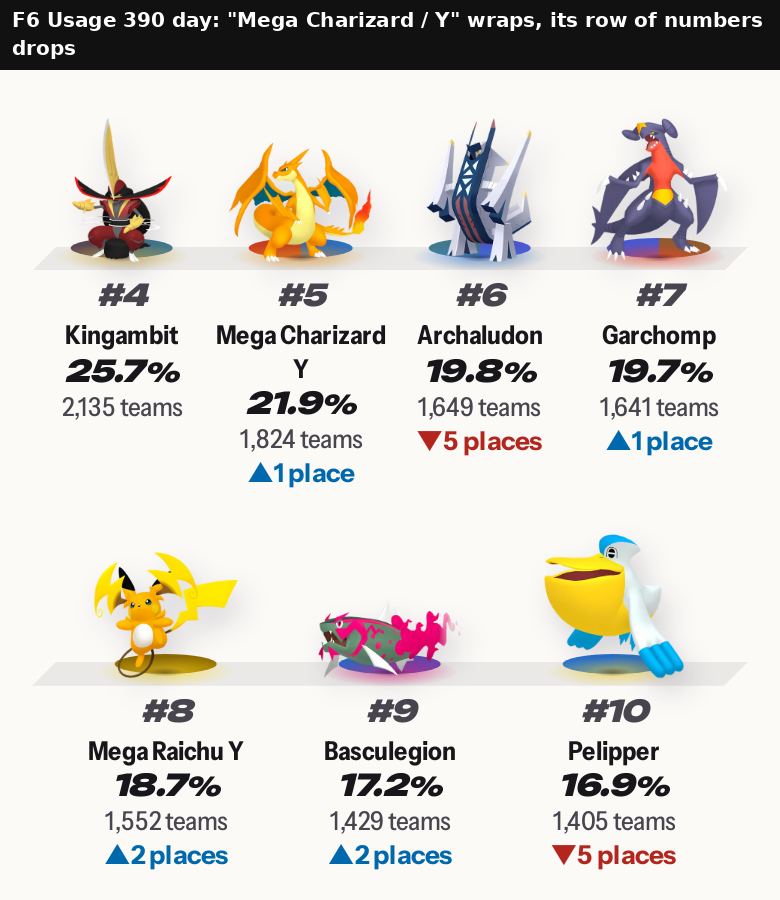 F6 Usage 390 day: "Mega Charizard / Y" wraps, its row of numbers
drops
#4
Kingambit
25.7%
2,135 teams
#5
Mega Charizard
Y
21.9%
1,824 teams
▲1 place
#6
Archaludon
19.8%
1,649 teams
▼5 places
#7
Garchomp
19.7%
1,641 teams
▲1 place
#8
Mega Raichu Y
18.7%
1,552 teams
▲2 places
#9
Basculegion
17.2%
1,429 teams
▲2 places
#10
Pelipper
16.9%
1,405 teams
▼5 places